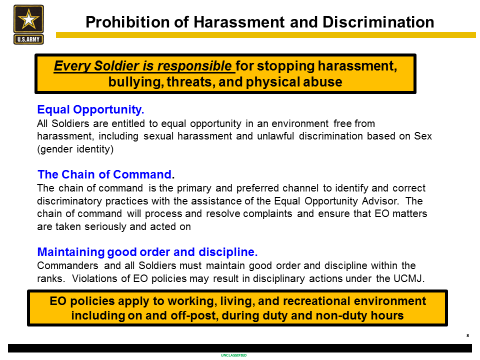 U.S.ARMY
Prohibition of Harassment and Discrimination
Every Soldier is responsible for stopping harassment,
bullying, threats, and physical abuse
Equal Opportunity.
All Soldiers are entitled to equal opportunity in an environment free from
harassment, including sexual harassment and unlawful discrimination based on Sex
(gender identity)
The Chain of Command.
The chain of command is the primary and preferred channel to identify and correct
discriminatory practices with the assistance of the Equal Opportunity Advisor. The
chain of command will process and resolve complaints and ensure that EO matters
are taken seriously and acted on
Maintaining good order and discipline.
Commanders and all Soldiers must maintain good order and discipline within the
ranks. Violations of EO policies may result in disciplinary actions under the UCMJ.
EO policies apply to working, living, and recreational environment
including on and off-post, during duty and non-duty hours
UNCLASSIFIED